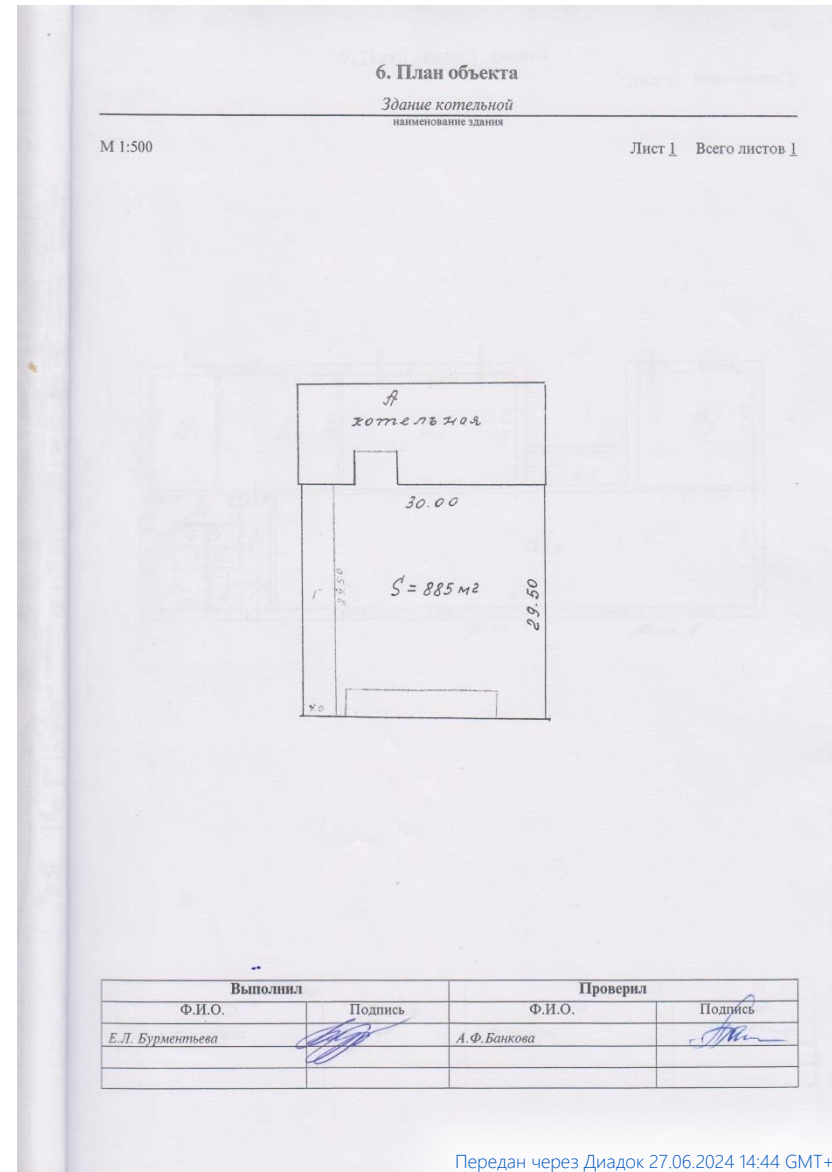 6. План объекта
Здание котельной
наименование здания
М 1:500 Лист 1 Всего листов 1
А
котельная
30.00
Г 29.50 S = 885 м2 29.50
4.0
Выполнил Проверил
Ф.И.О. Подпись Ф.И.О. Подпись
Е.Л. Бурментьева А.Ф.Банкова
Передан через Диадок 27.06.2024 14:44 GMT+